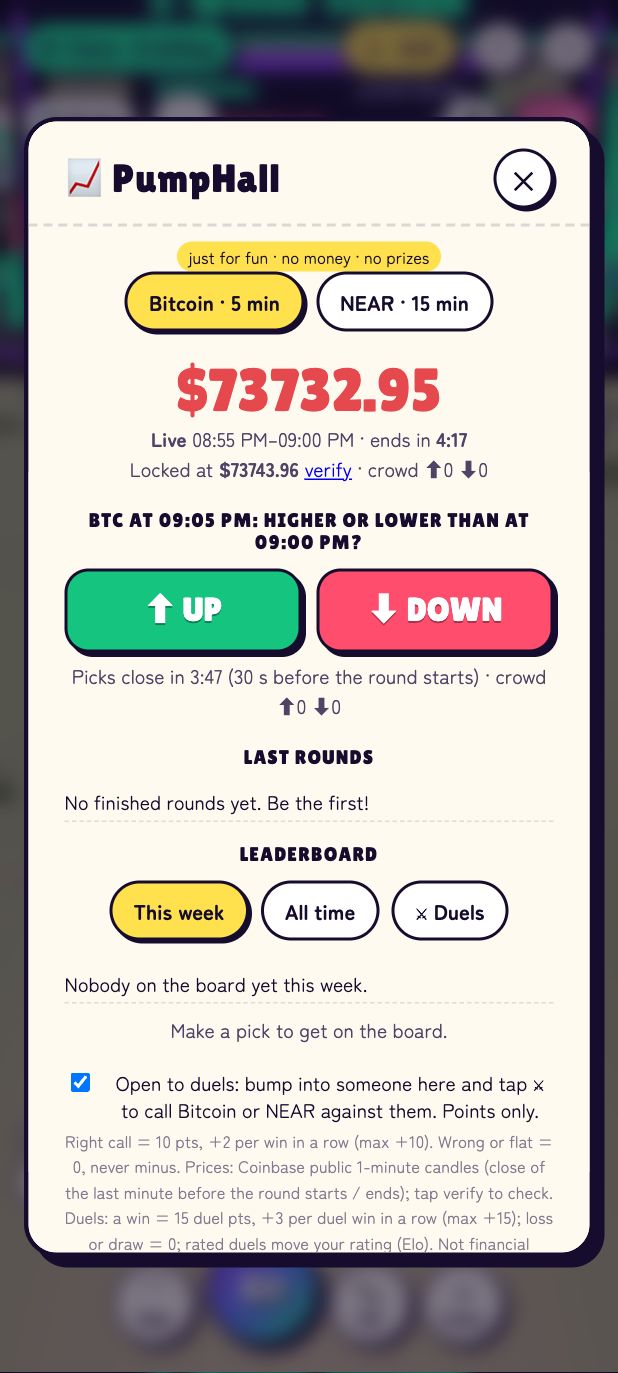 PumpHall
just for fun · no money · no prizes
Bitcoin · 5 min
NEAR · 15 min
$73732.95
Live 08:55 PM–09:00 PM · ends in 4:17
Locked at $73743.96 verify · crowd ⬆0 ⬇0
BTC AT 09:05 PM: HIGHER OR LOWER THAN AT
09:00 PM?
⬆ UP
⬇ DOWN
Picks close in 3:47 (30 s before the round starts) · crowd
⬆0 ⬇0
LAST ROUNDS
No finished rounds yet. Be the first!
LEADERBOARD
This week
All time
⚔ Duels
Nobody on the board yet this week.
Make a pick to get on the board.
Open to duels: bump into someone here and tap ⚔
to call Bitcoin or NEAR against them. Points only.
Right call = 10 pts, +2 per win in a row (max +10). Wrong or flat =
0, never minus. Prices: Coinbase public 1-minute candles (close of
the last minute before the round starts / ends); tap verify to check.
Duels: a win = 15 duel pts, +3 per duel win in a row (max +15); loss
or draw = 0; rated duels move your rating (Elo). Not financial